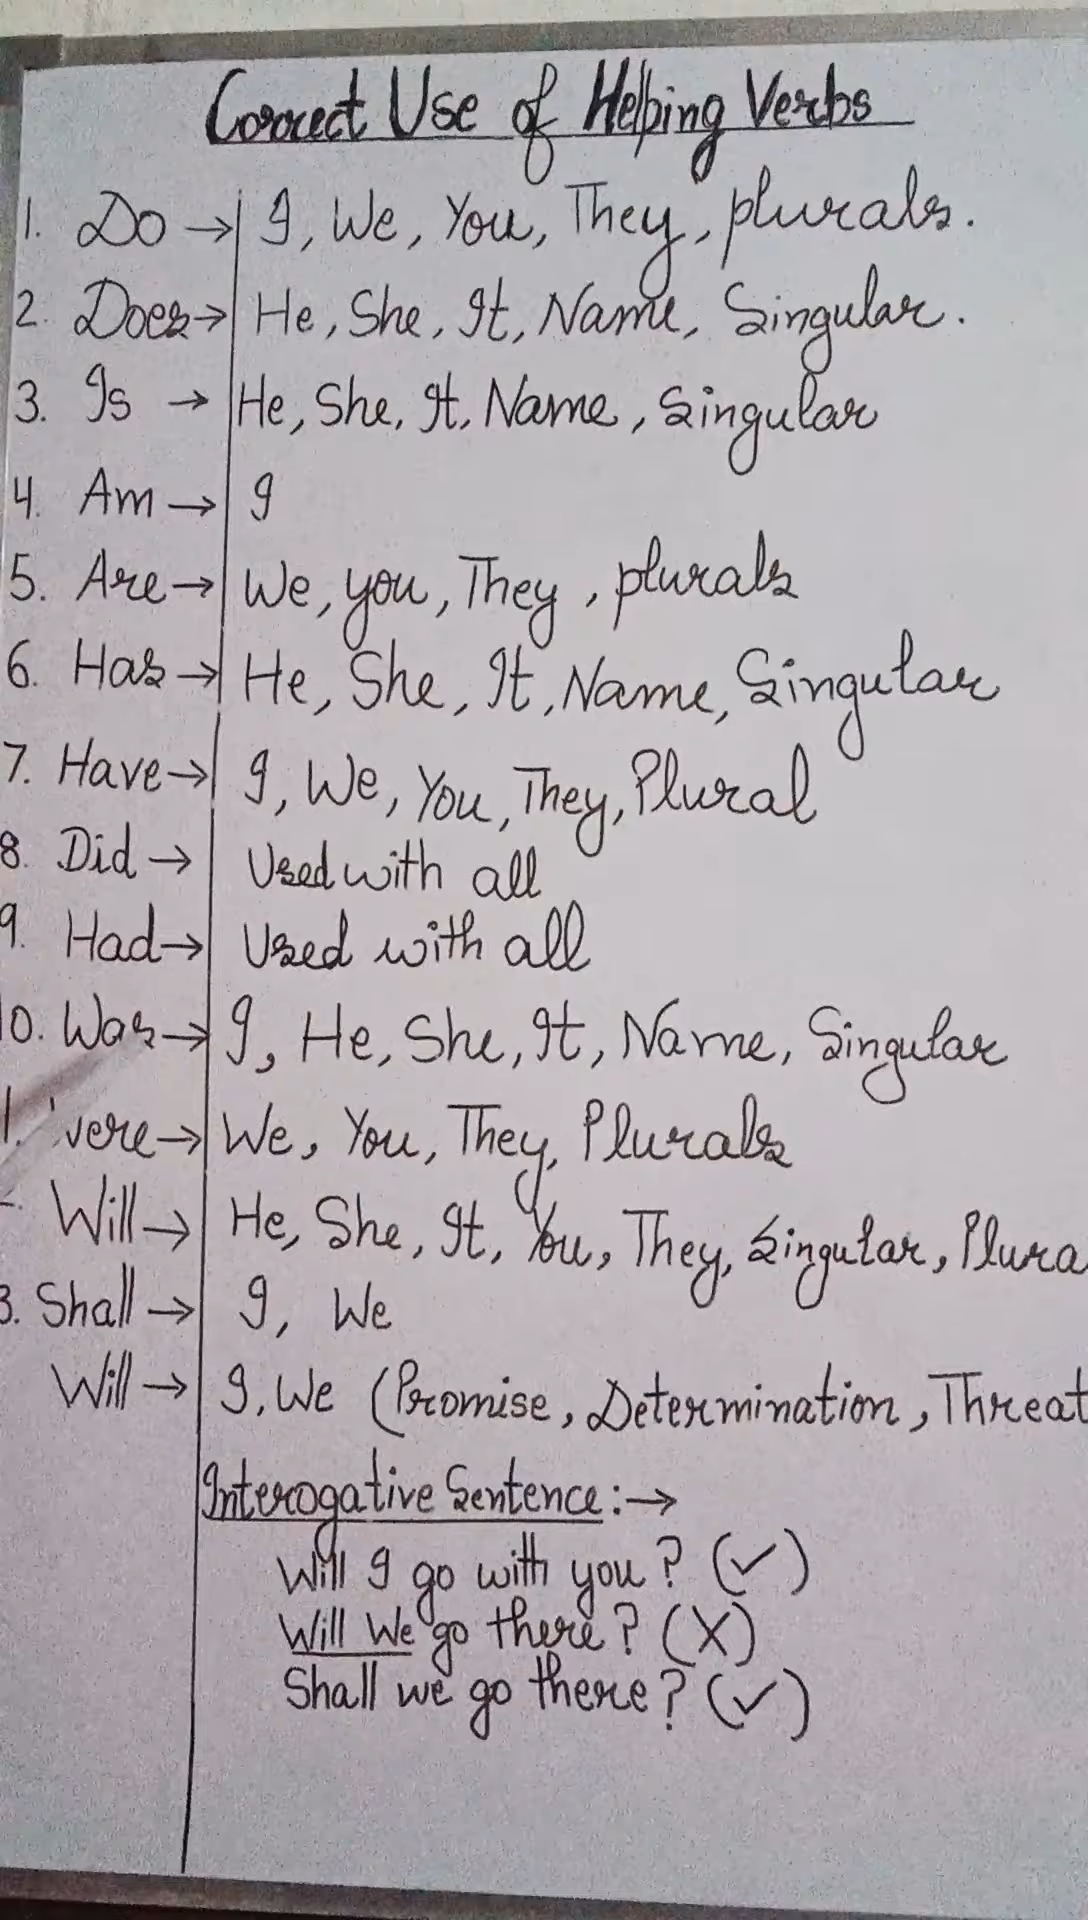 Correct Use of Helping Verbs
1. Do → I, We, You, They, plurals.
2. Does → He, She, It, Name, Singular.
3. Is → He, She, It, Name, Singular
4. Am → I
5. Are → We, you, They, plurals
6. Has → He, She, It, Name, Singular
7. Have → I, We, You, They, Plural
8. Did → Used with all
9. Had → Used with all
10. Was → I, He, She, It, Name, Singular
1. were → We, You, They, Plurals
Will → He, She, It, You, They, Singular, Plura
3. Shall → I, We
Will → I, We (Promise, Determination, Threat
Interogative Sentence :→
Will I go with you? (✓)
Will We go there? (X)
Shall we go there? (✓)